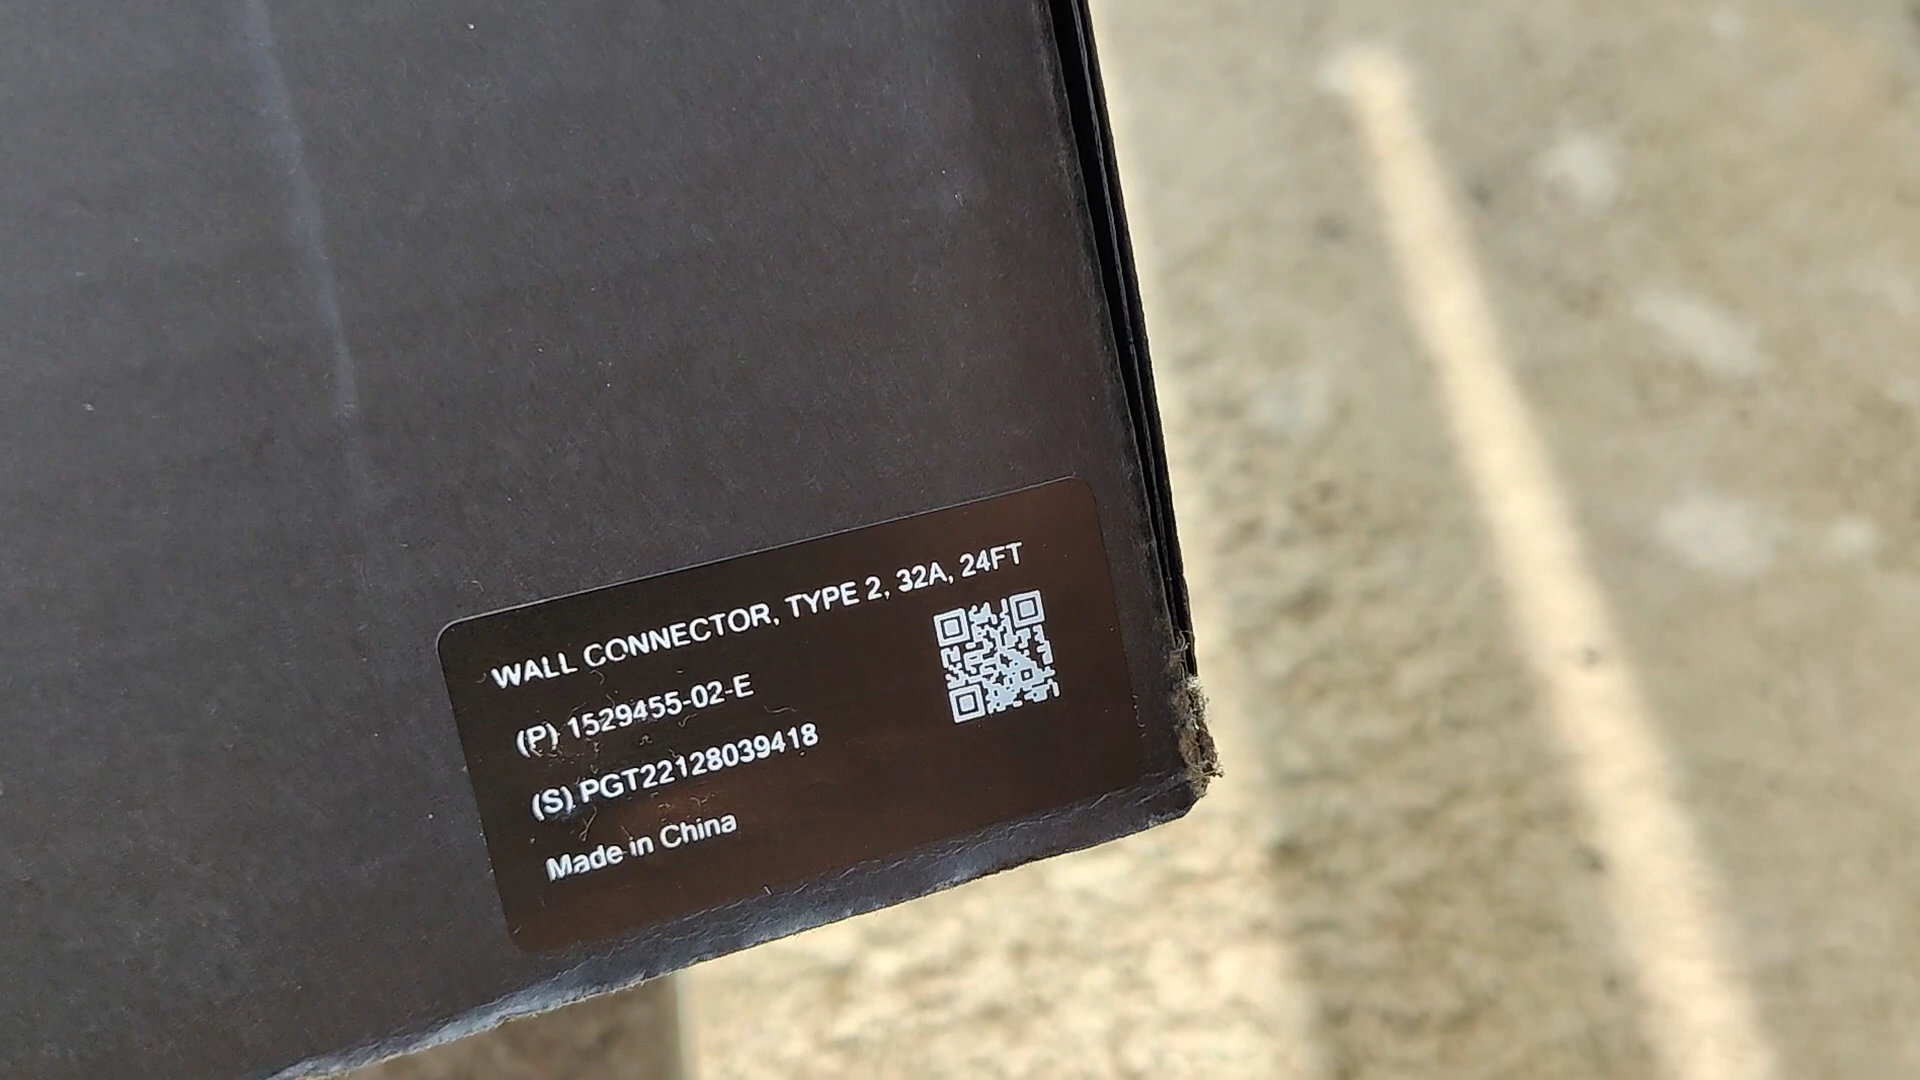 WALL CONNECTOR, TYPE 2, 32A, 24FT
(P) 1529455-02-E
(S) PGT22128039418
Made in China